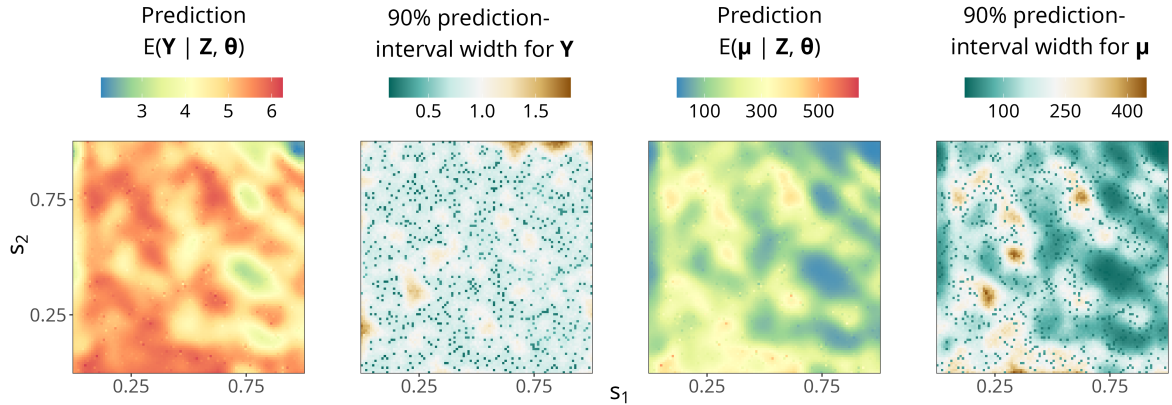 Prediction
E(Y | Z, θ)
90% prediction-
interval width for Y
Prediction
E(μ | Z, θ)
90% prediction-
interval width for μ
3 4 5 6
0.5 1.0 1.5
100 300 500
100 250 400
0.75
0.25
s₂
0.25 0.75
0.25 0.75
0.25 0.75
0.25 0.75
s₁